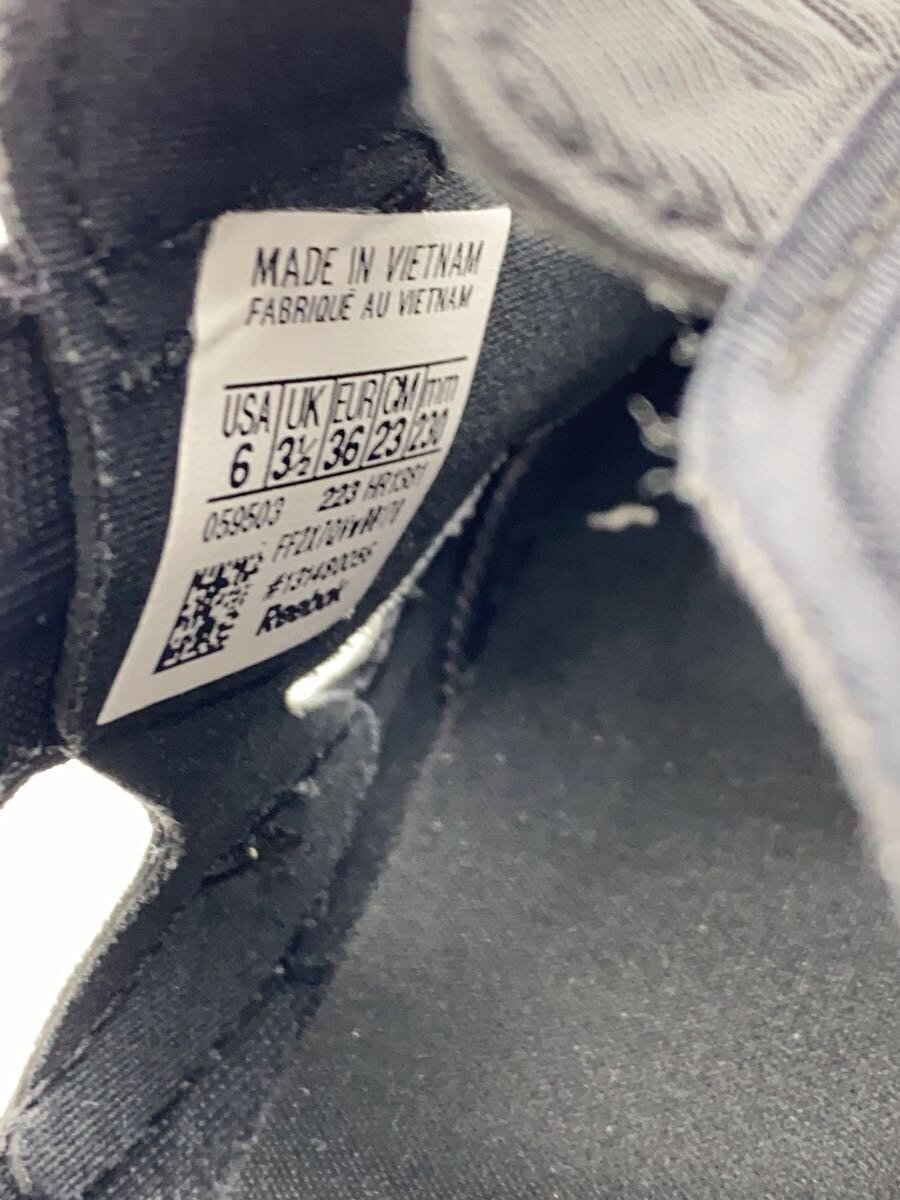 MADE IN VIETNAM
FABRIQUÉ AU VIETNAM
USA UK EUR CM mm
6 3½ 36 23 230
059503 223 HR1381
#131480066
Reebok